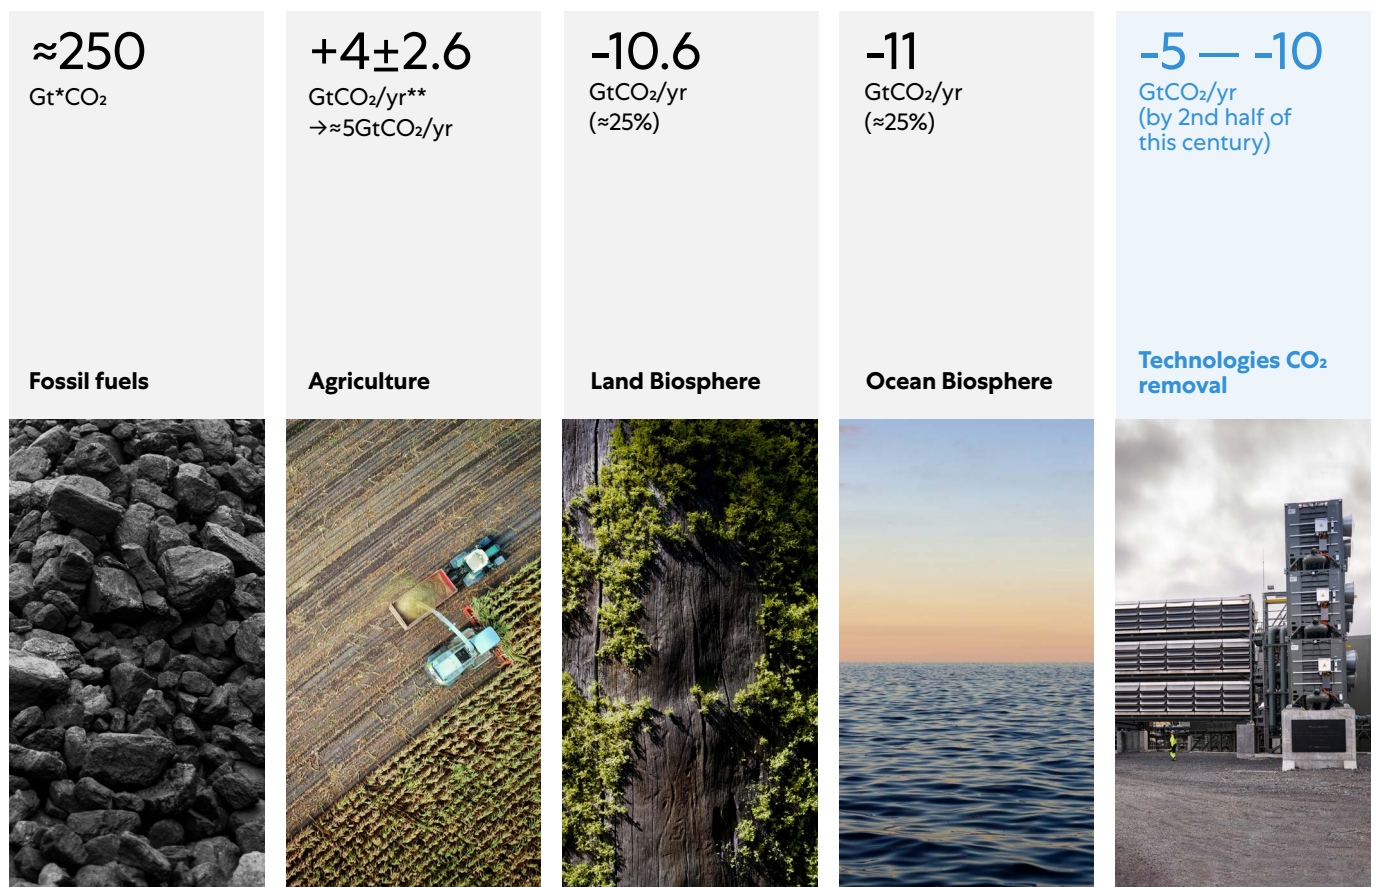 ≈250
Gt*CO₂
Fossil fuels
+4±2.6
GtCO₂/yr**
→≈5GtCO₂/yr
Agriculture
-10.6
GtCO₂/yr
(≈25%)
Land Biosphere
-11
GtCO₂/yr
(≈25%)
Ocean Biosphere
-5 — -10
GtCO₂/yr
(by 2nd half of
this century)
Technologies CO₂
removal